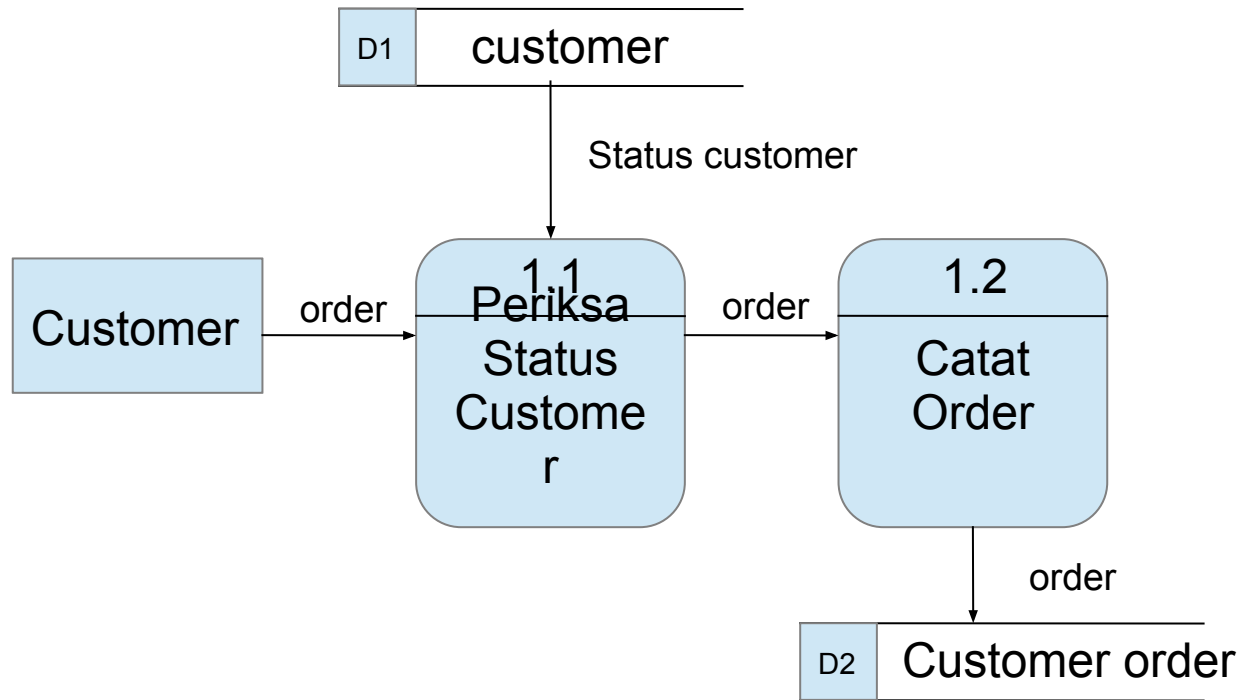 D1
customer
Status customer
Customer
order
1.1
Periksa
Status
Custome
r
order
1.2
Catat
Order
order
D2
Customer order